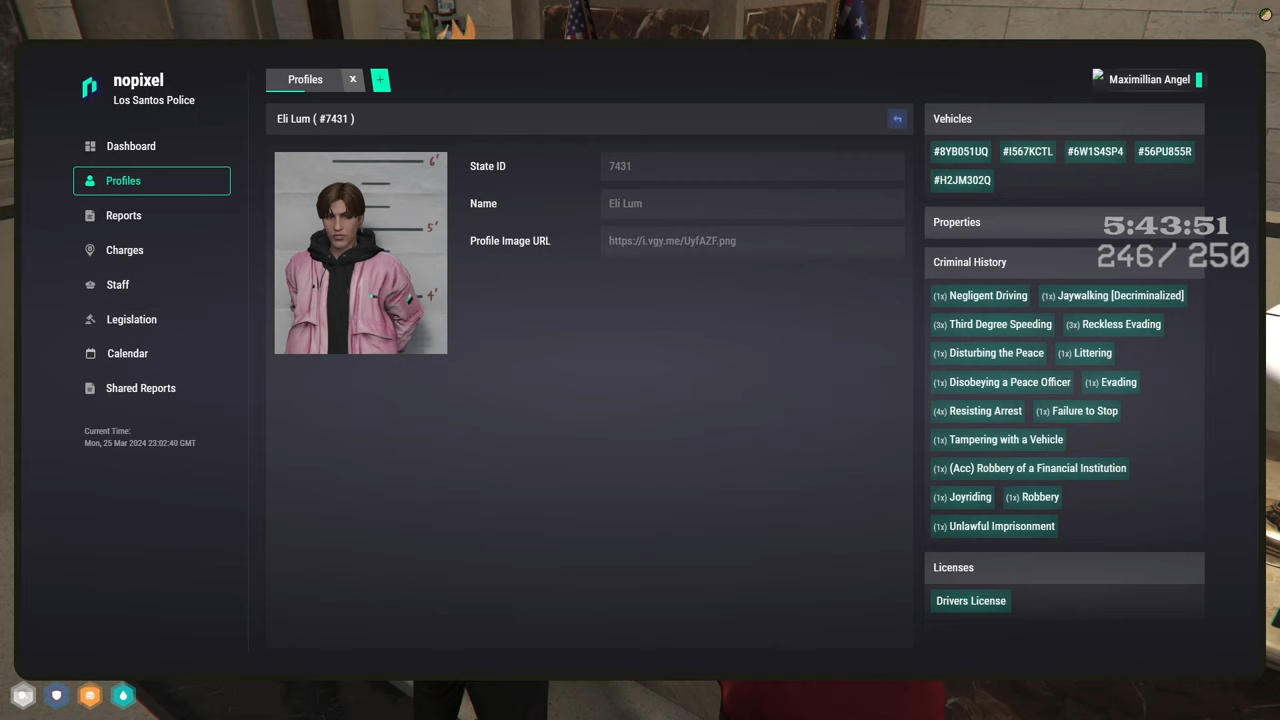 nopixel
Los Santos Police
Dashboard
Profiles
Reports
Charges
Staff
Legislation
Calendar
Shared Reports
Current Time:
Mon, 25 Mar 2024 23:02:40 GMT
Profiles x +
Eli Lum ( #7431 )
6'
5'
4'
State ID 7431
Name Eli Lum
Profile Image URL https://i.vgy.me/UyfAZF.png
Maximillian Angel
Vehicles
#8YB051UQ #I567KCTL #6W1S4SP4 #56PU855R
#H2JM302Q
Properties
5:43:51
246/ 250
Criminal History
(1x) Negligent Driving (1x) Jaywalking [Decriminalized]
(3x) Third Degree Speeding (3x) Reckless Evading
(1x) Disturbing the Peace (1x) Littering
(1x) Disobeying a Peace Officer (1x) Evading
(4x) Resisting Arrest (1x) Failure to Stop
(1x) Tampering with a Vehicle
(1x) (Acc) Robbery of a Financial Institution
(1x) Joyriding (1x) Robbery
(1x) Unlawful Imprisonment
Licenses
Drivers License